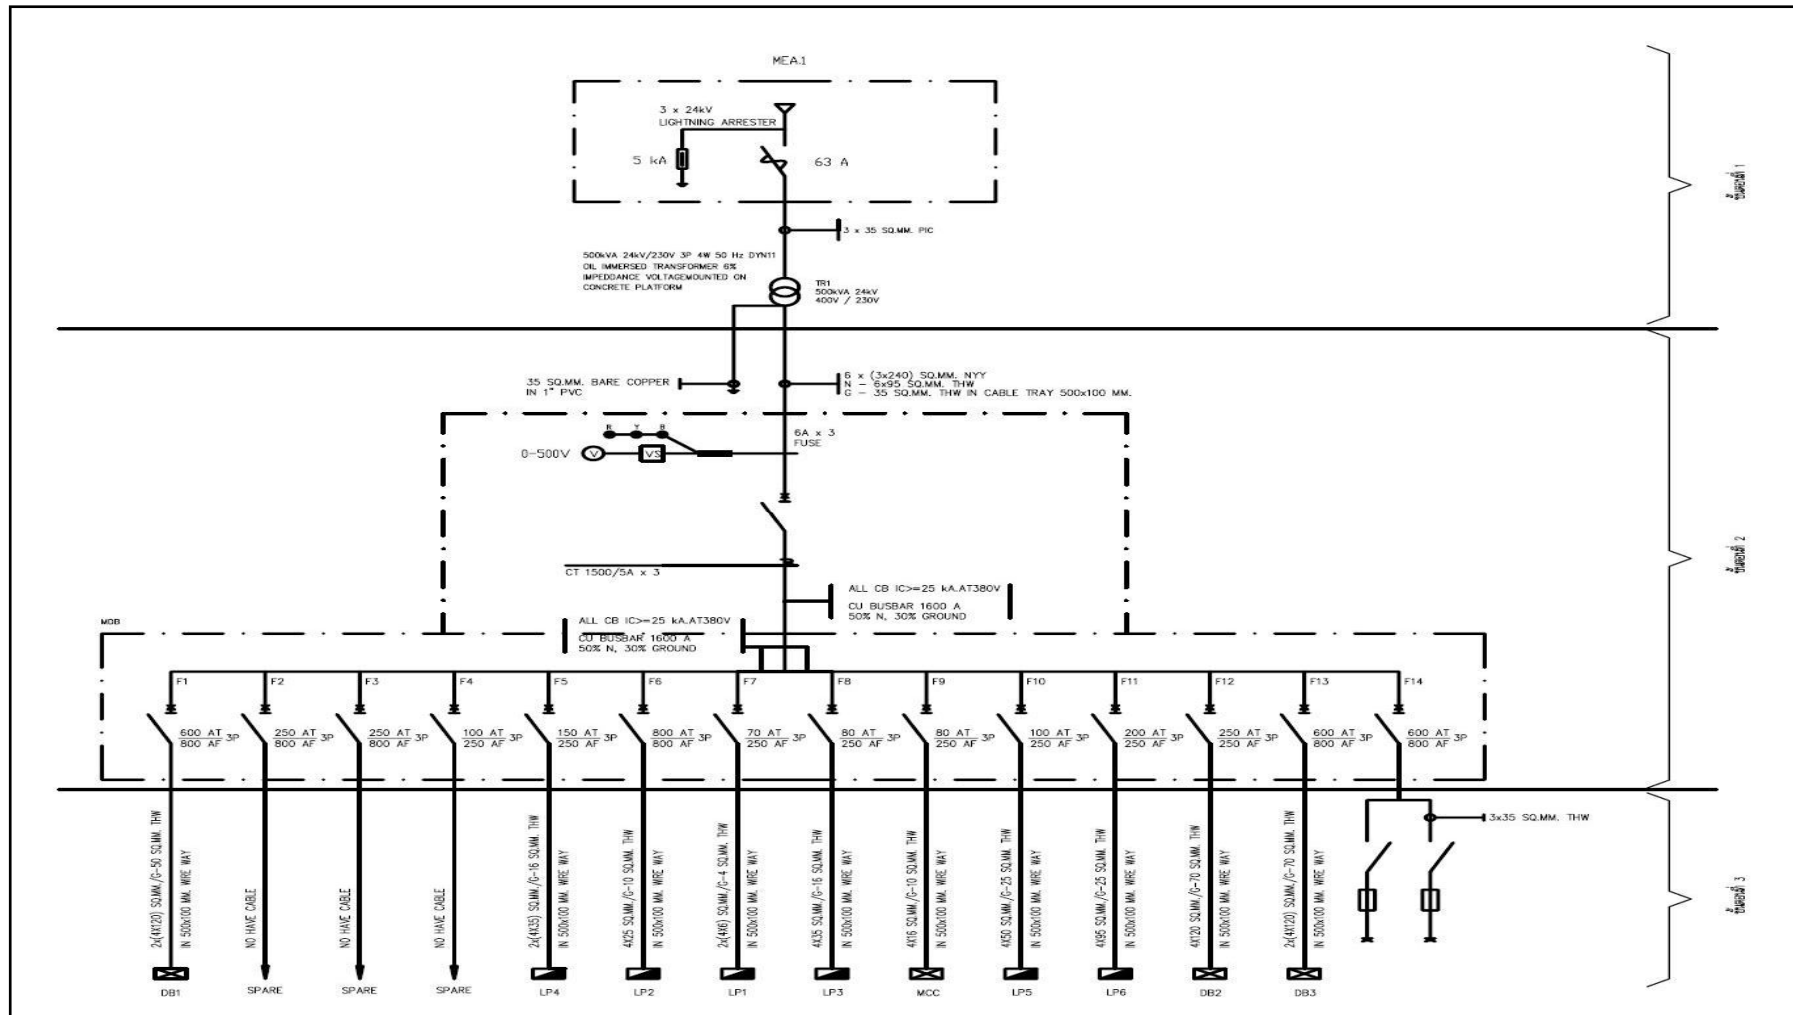 MEA.1
3 x 24kV
LIGHTNING ARRESTER
5 kA
63 A
3 x 35 SQ.MM. PIC
500kVA 24kV/230V 3P 4W 50 Hz DYN11
OIL IMMERSED TRANSFORMER 6%
IMPEDDANCE VOLTAGEMOUNTED ON
CONCRETE PLATFORM
TR1
500kVA 24kV
400V / 230V
35 SQ.MM. BARE COPPER
IN 1" PVC
6 x (3x240) SQ.MM. NYY
N - 6x95 SQ.MM. THW
G - 35 SQ.MM. THW IN CABLE TRAY 500x100 MM.
R Y B
0-500V
V
VS
6A x 3
FUSE
CT 1500/5A x 3
ALL CB IC>=25 kA.AT380V
CU BUSBAR 1600 A
50% N, 30% GROUND
MDB
ALL CB IC>=25 kA.AT380V
CU BUSBAR 1600 A
50% N, 30% GROUND
F1 F2 F3 F4 F5 F6 F7 F8 F9 F10 F11 F12 F13 F14
600 AT
800 AF 3P
250 AT
800 AF 3P
250 AT
800 AF 3P
100 AT
250 AF 3P
150 AT
250 AF 3P
800 AT
800 AF 3P
70 AT
250 AF 3P
80 AT
250 AF 3P
80 AT
250 AF 3P
100 AT
250 AF 3P
200 AT
250 AF 3P
250 AT
250 AF 3P
600 AT
800 AF 3P
600 AT
800 AF 3P
2x(4X120) SQ.MM./G-50 SQ.MM. THW
IN 500x100 MM. WIRE WAY
NO HAVE CABLE
NO HAVE CABLE
NO HAVE CABLE
2x(4X35) SQ.MM./G-16 SQ.MM. THW
IN 500x100 MM. WIRE WAY
4X25 SQ.MM./G-10 SQ.MM. THW
IN 500x100 MM. WIRE WAY
2x(4X6) SQ.MM./G-4 SQ.MM. THW
IN 500x100 MM. WIRE WAY
4X35 SQ.MM./G-16 SQ.MM. THW
IN 500x100 MM. WIRE WAY
4X16 SQ.MM./G-10 SQ.MM. THW
IN 500x100 MM. WIRE WAY
4X50 SQ.MM./G-25 SQ.MM. THW
IN 500x100 MM. WIRE WAY
4X95 SQ.MM./G-25 SQ.MM. THW
IN 500x100 MM. WIRE WAY
4X120 SQ.MM./G-70 SQ.MM. THW
IN 500x100 MM. WIRE WAY
2x(4X120) SQ.MM./G-70 SQ.MM. THW
IN 500x100 MM. WIRE WAY
3x35 SQ.MM. THW
DB1 SPARE SPARE SPARE LP4 LP2 LP1 LP3 MCC LP5 LP6 DB2 DB3
1
2
3